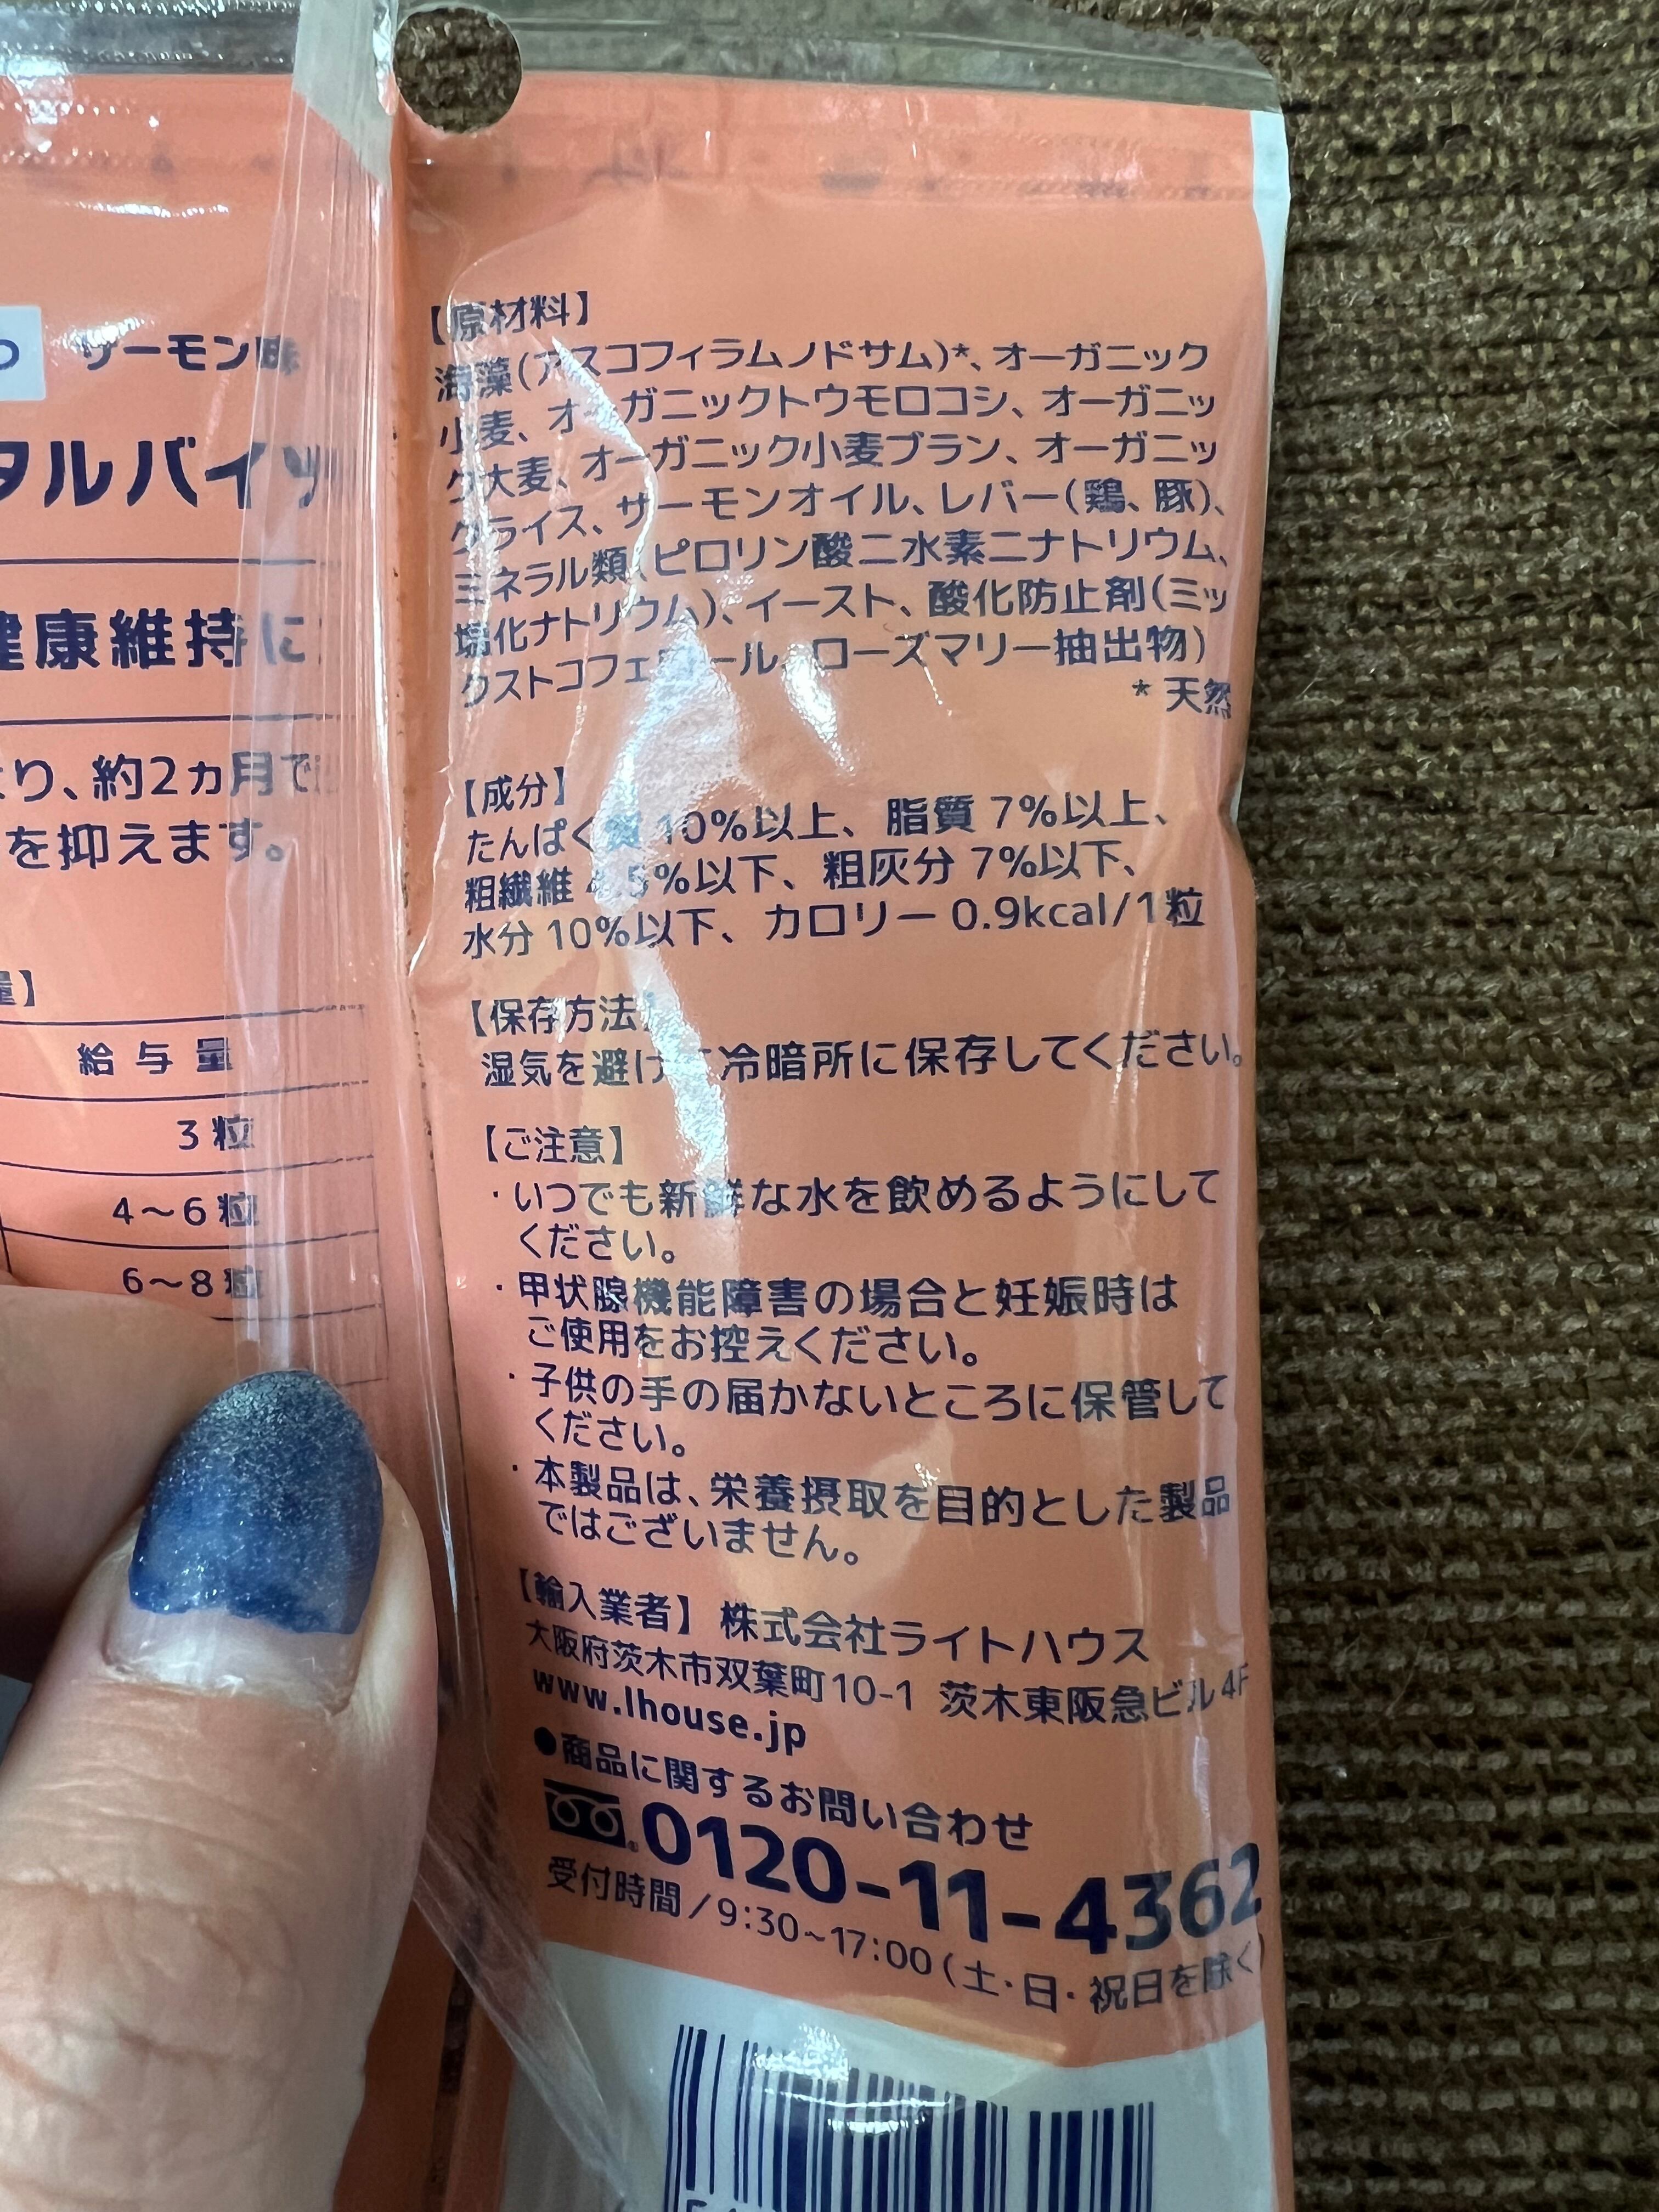 サーモン味
タルバイツ
健康維持に
り、約2ヵ月で
を抑えます。
量】
給与量
3粒
4～6粒
6～8粒
【原材料】
海藻(アスコフィラムノドサム)*、オーガニック
小麦、オーガニックトウモロコシ、オーガニッ
ク大麦、オーガニック小麦ブラン、オーガニッ
クライス、サーモンオイル、レバー(鶏、豚)、
ミネラル類(ピロリン酸二水素ニナトリウム、
塩化ナトリウム)、イースト、酸化防止剤(ミッ
クストコフェロール、ローズマリー抽出物)
* 天然
【成分】
たんぱく質 10%以上、脂質 7%以上、
粗繊維 5%以下、粗灰分 7%以下、
水分 10%以下、カロリー 0.9kcal/1粒
【保存方法】
湿気を避けて冷暗所に保存してください。
【ご注意】
・いつでも新鮮な水を飲めるようにして
ください。
・甲状腺機能障害の場合と妊娠時は
ご使用をお控えください。
・子供の手の届かないところに保管して
ください。
・本製品は、栄養摂取を目的とした製品
ではございません。
【輸入業者】 株式会社ライトハウス
大阪府茨木市双葉町10-1 茨木東阪急ビル4F
www.lhouse.jp
●商品に関するお問い合わせ
0120-11-4362
受付時間/9:30~17:00(土・日・祝日を除く)